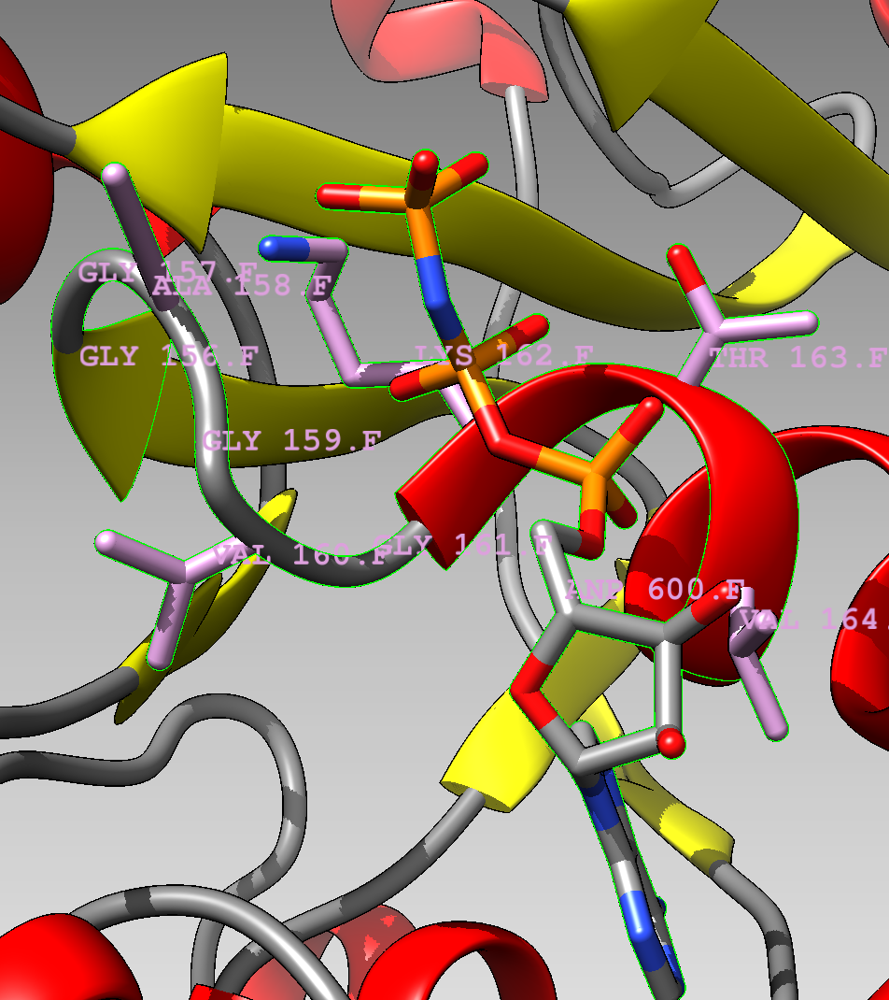 GLY 157.F
ALA 158.F
GLY 156.F
LYS 162.F
THR 163.F
GLY 159.F
VAL 160.F
GLY 161.F
ANP 600.F
VAL 164.